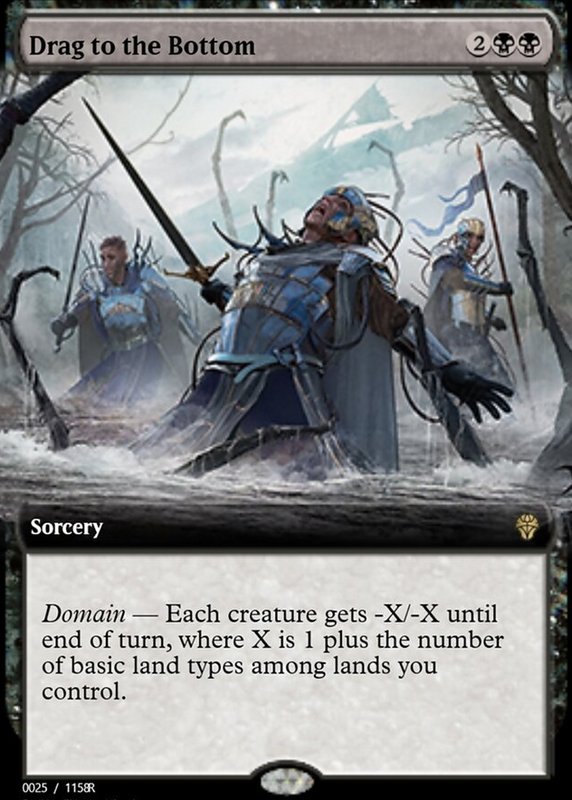 Drag to the Bottom
2
Sorcery
Domain — Each creature gets -X/-X until
end of turn, where X is 1 plus the number
of basic land types among lands you
control.
0025 / 1158R